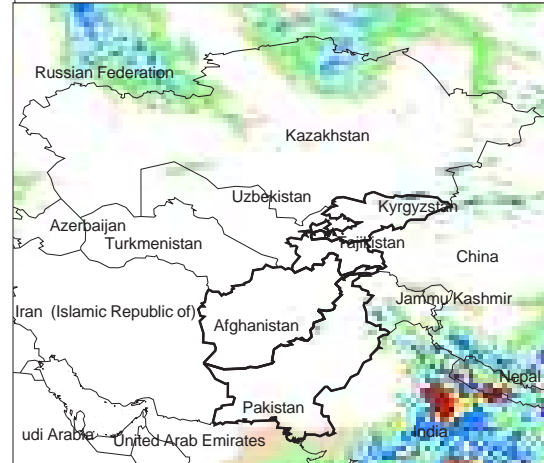 Russian Federation
Kazakhstan
Uzbekistan
Kyrgyzstan
Azerbaijan
Turkmenistan
Tajikistan
China
Iran (Islamic Republic of)
Jammu Kashmir
Afghanistan
Nepal
Pakistan
udi Arabia
United Arab Emirates
India